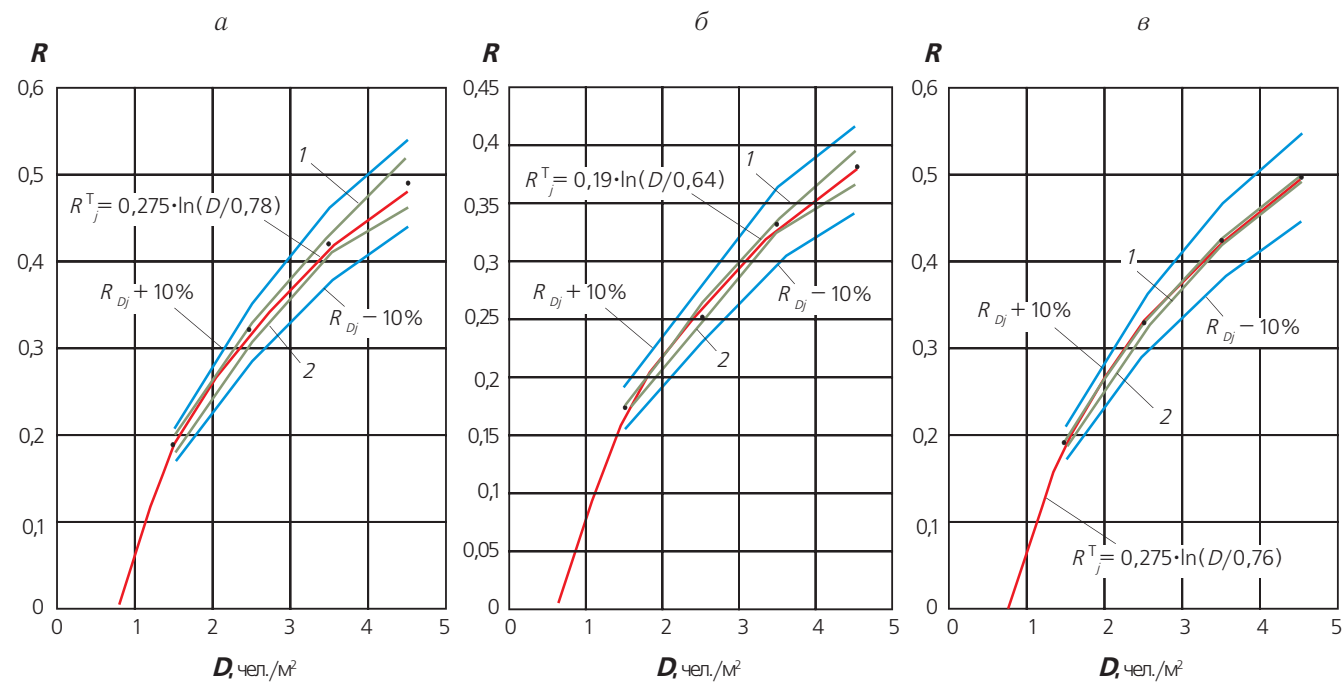 а
R
0,6
0,5
0,4
0,3
0,2
0,1
0
0 1 2 3 4 5
D, чел./м²
1
R^T_j = 0,275·ln(D/0,78)
R_Dj + 10%
R_Dj – 10%
2
б
R
0,45
0,4
0,35
0,3
0,25
0,2
0,15
0,1
0,05
0
0 1 2 3 4 5
D, чел./м²
1
R^T_j = 0,19·ln(D/0,64)
R_Dj + 10%
R_Dj – 10%
2
в
R
0,6
0,5
0,4
0,3
0,2
0,1
0
0 1 2 3 4 5
D, чел./м²
1
R_Dj + 10%
R_Dj – 10%
2
R^T_j = 0,275·ln(D/0,76)